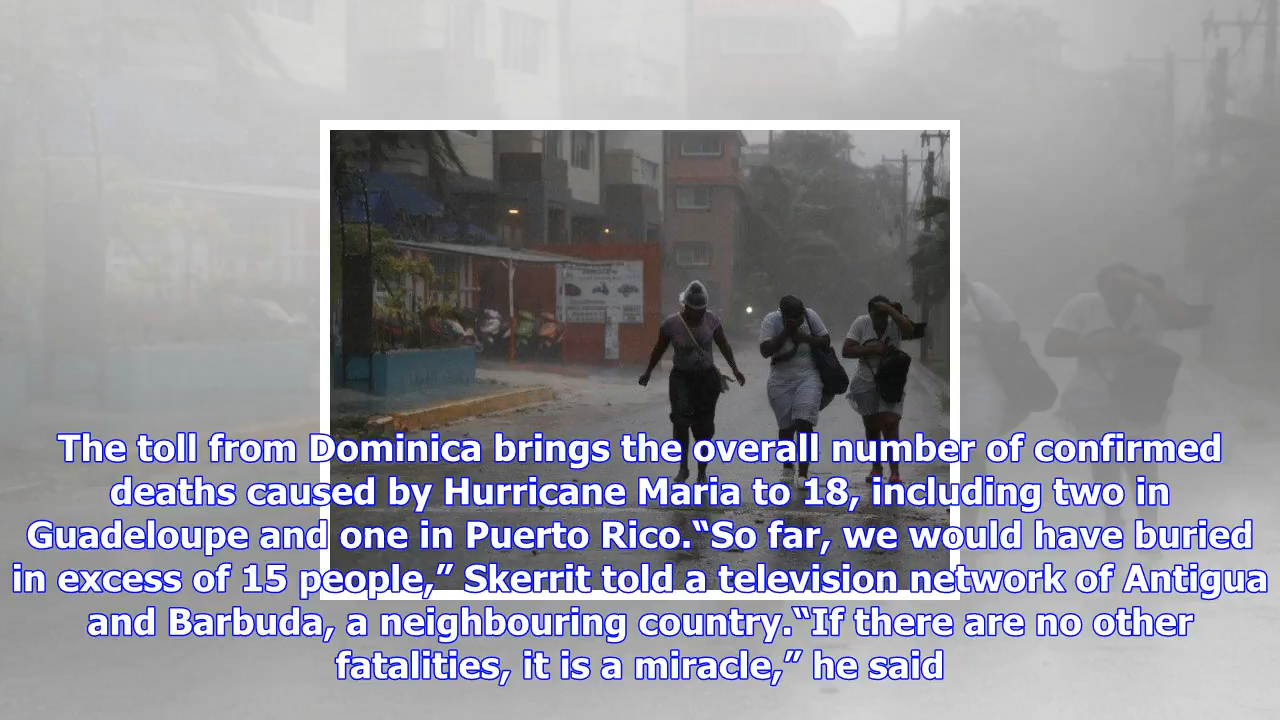 The toll from Dominica brings the overall number of confirmed
deaths caused by Hurricane Maria to 18, including two in
Guadeloupe and one in Puerto Rico.“So far, we would have buried
in excess of 15 people,” Skerrit told a television network of Antigua
and Barbuda, a neighbouring country.“If there are no other
fatalities, it is a miracle,” he said